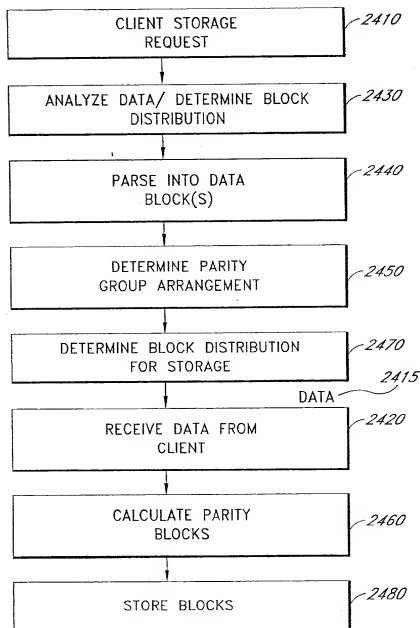 CLIENT STORAGE
REQUEST
2410
ANALYZE DATA/ DETERMINE BLOCK
DISTRIBUTION
2430
PARSE INTO DATA
BLOCK(S)
2440
DETERMINE PARITY
GROUP ARRANGEMENT
2450
DETERMINE BLOCK DISTRIBUTION
FOR STORAGE
2470
DATA
2415
RECEIVE DATA FROM
CLIENT
2420
CALCULATE PARITY
BLOCKS
2460
STORE BLOCKS
2480